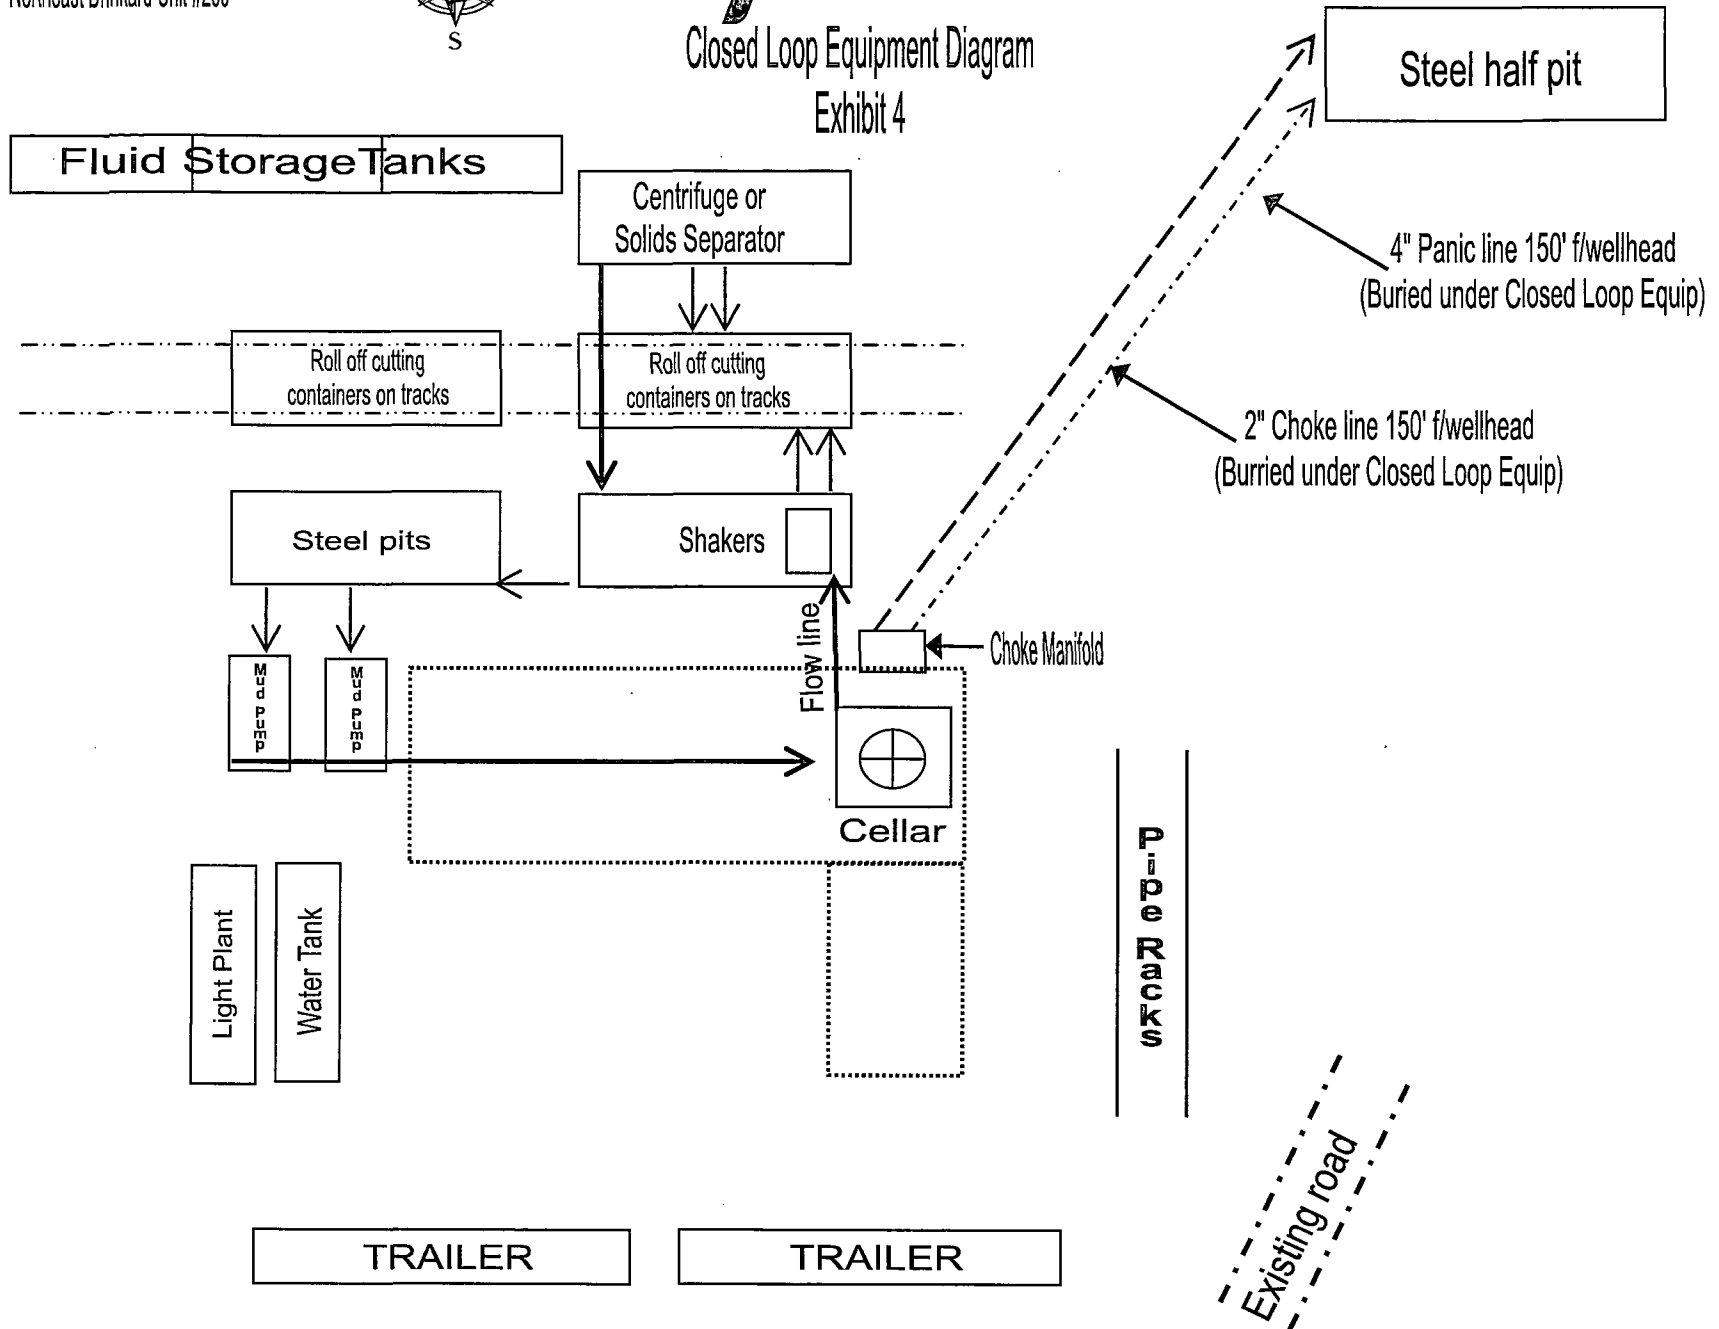 S
Closed Loop Equipment Diagram
Exhibit 4
Steel half pit
Fluid StorageTanks
Centrifuge or
Solids Separator
4" Panic line 150' f/wellhead
(Buried under Closed Loop Equip)
Roll off cutting
containers on tracks
Roll off cutting
containers on tracks
2" Choke line 150' f/wellhead
(Burried under Closed Loop Equip)
Steel pits
Shakers
Flow line
Choke Manifold
Mud Pump
Mud Pump
Cellar
Pipe Racks
Light Plant
Water Tank
Existing road
TRAILER
TRAILER